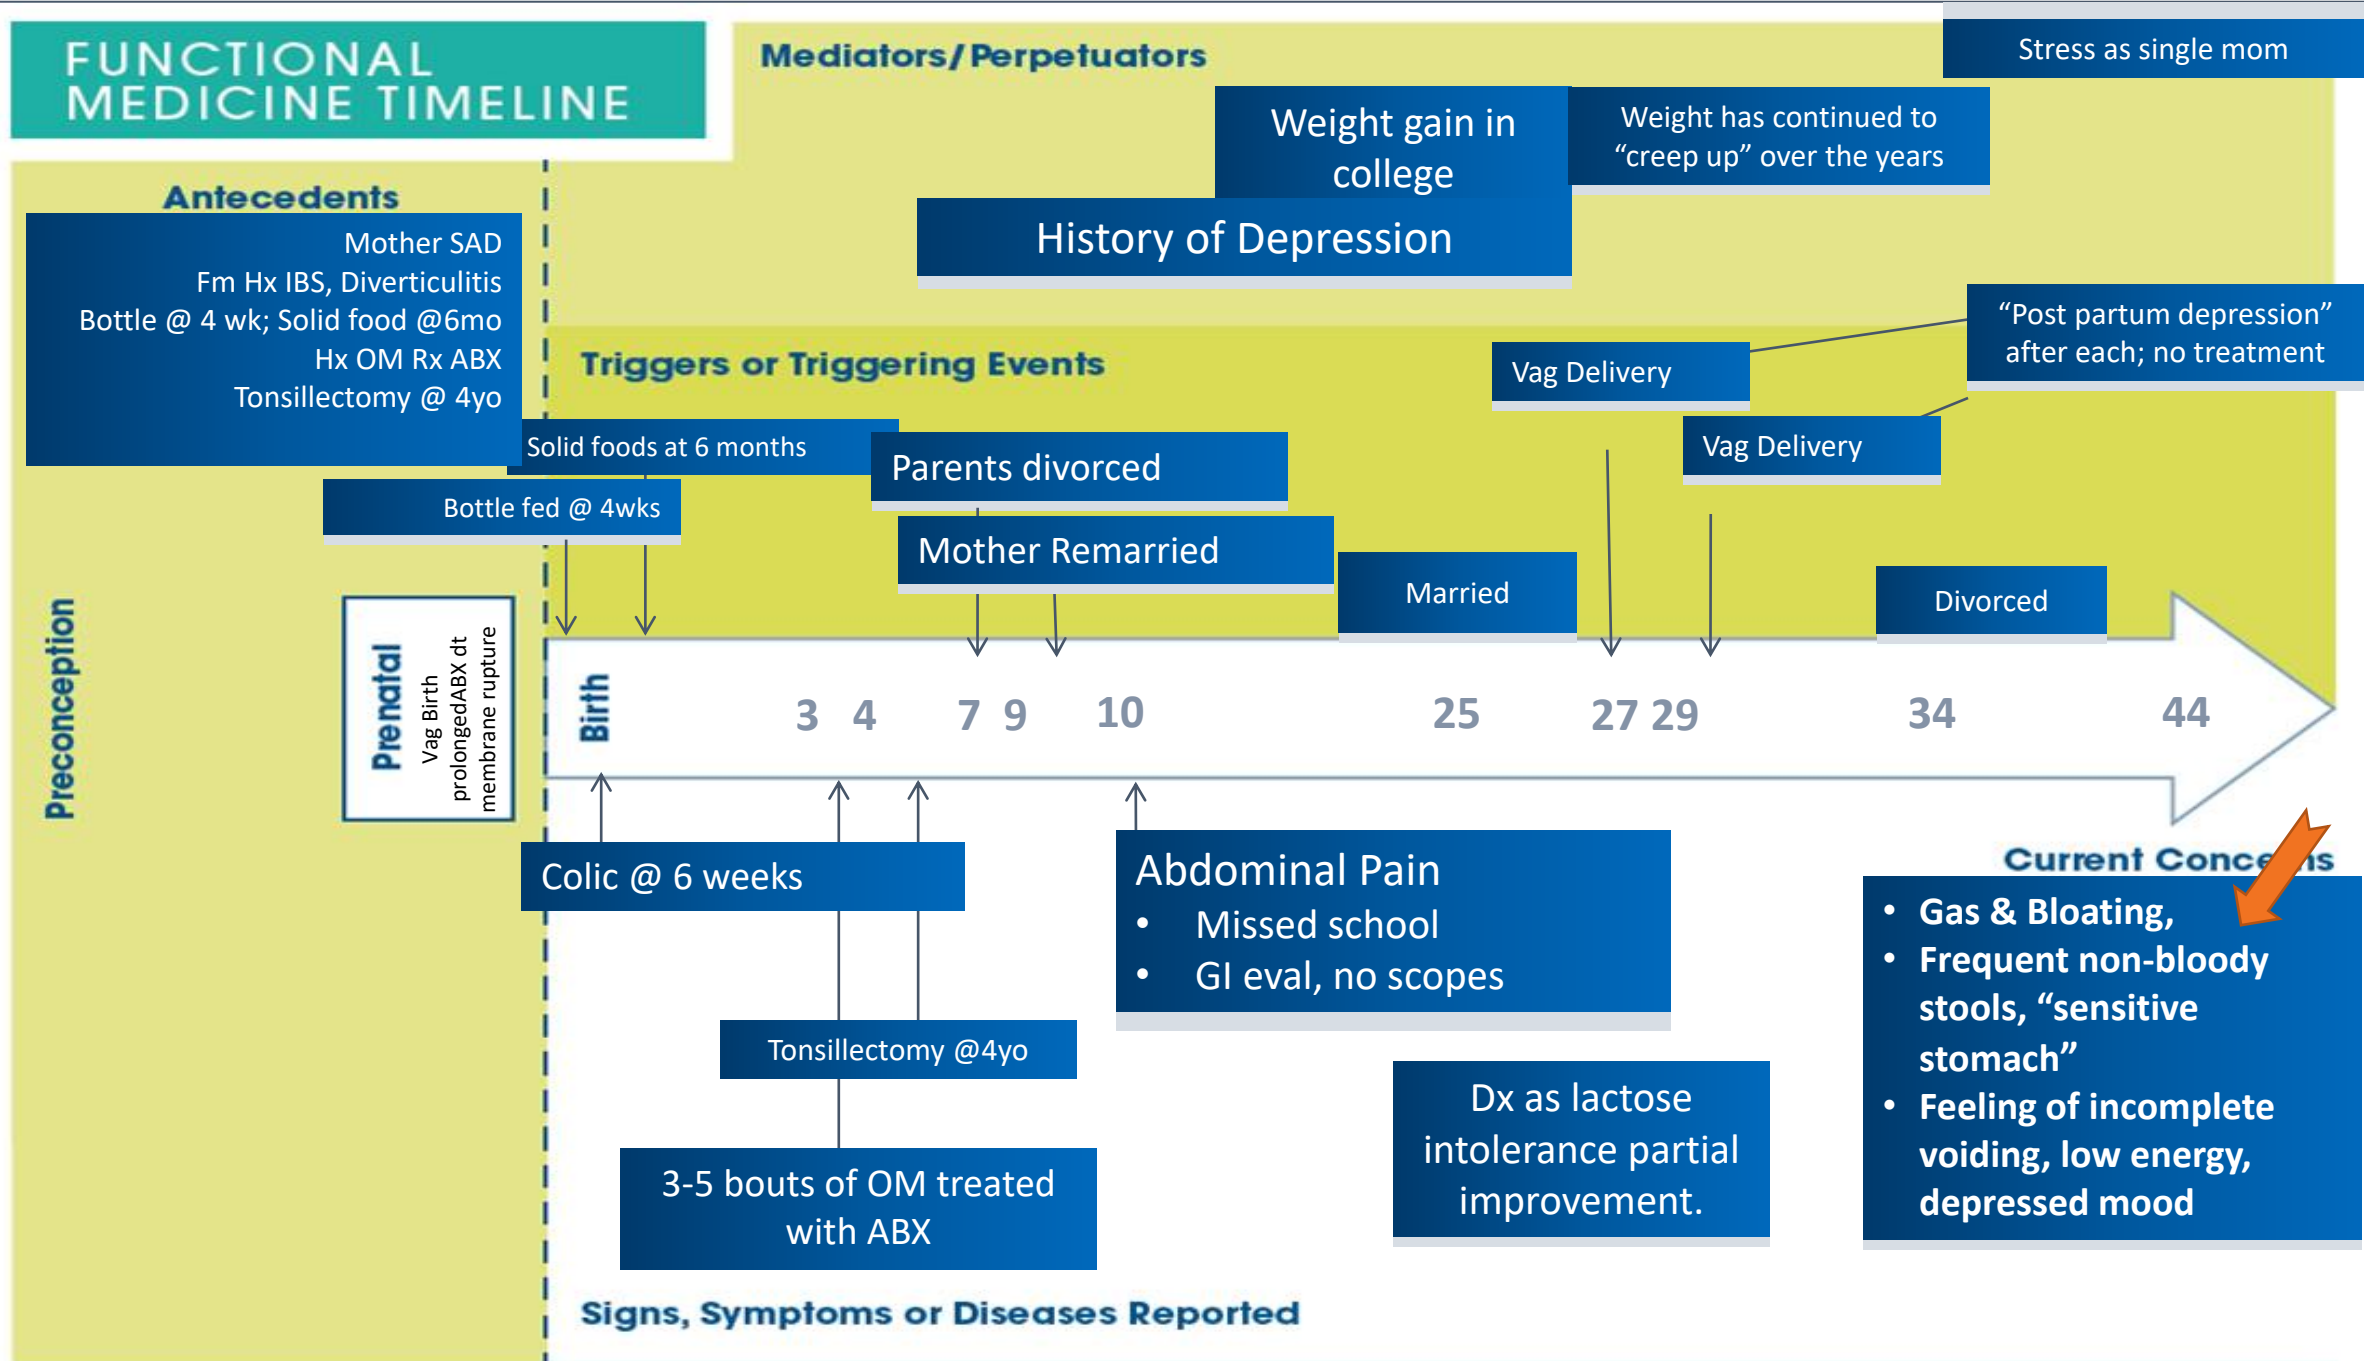 FUNCTIONAL
MEDICINE TIMELINE
Mediators/Perpetuators
Stress as single mom
Weight gain in
college
Weight has continued to
“creep up” over the years
History of Depression
Antecedents
Mother SAD
Fm Hx IBS, Diverticulitis
Bottle @ 4 wk; Solid food @6mo
Hx OM Rx ABX
Tonsillectomy @ 4yo
Triggers or Triggering Events
“Post partum depression”
after each; no treatment
Vag Delivery
Vag Delivery
Solid foods at 6 months
Bottle fed @ 4wks
Parents divorced
Mother Remarried
Married
Divorced
Preconception
Prenatal
Vag Birth
prolongedABX dt
membrane rupture
Birth
3 4 7 9 10 25 27 29 34 44
Colic @ 6 weeks
Tonsillectomy @4yo
3-5 bouts of OM treated
with ABX
Abdominal Pain
• Missed school
• GI eval, no scopes
Dx as lactose
intolerance partial
improvement.
Current Conce ns
• Gas & Bloating,
• Frequent non-bloody
stools, “sensitive
stomach”
• Feeling of incomplete
voiding, low energy,
depressed mood
Signs, Symptoms or Diseases Reported